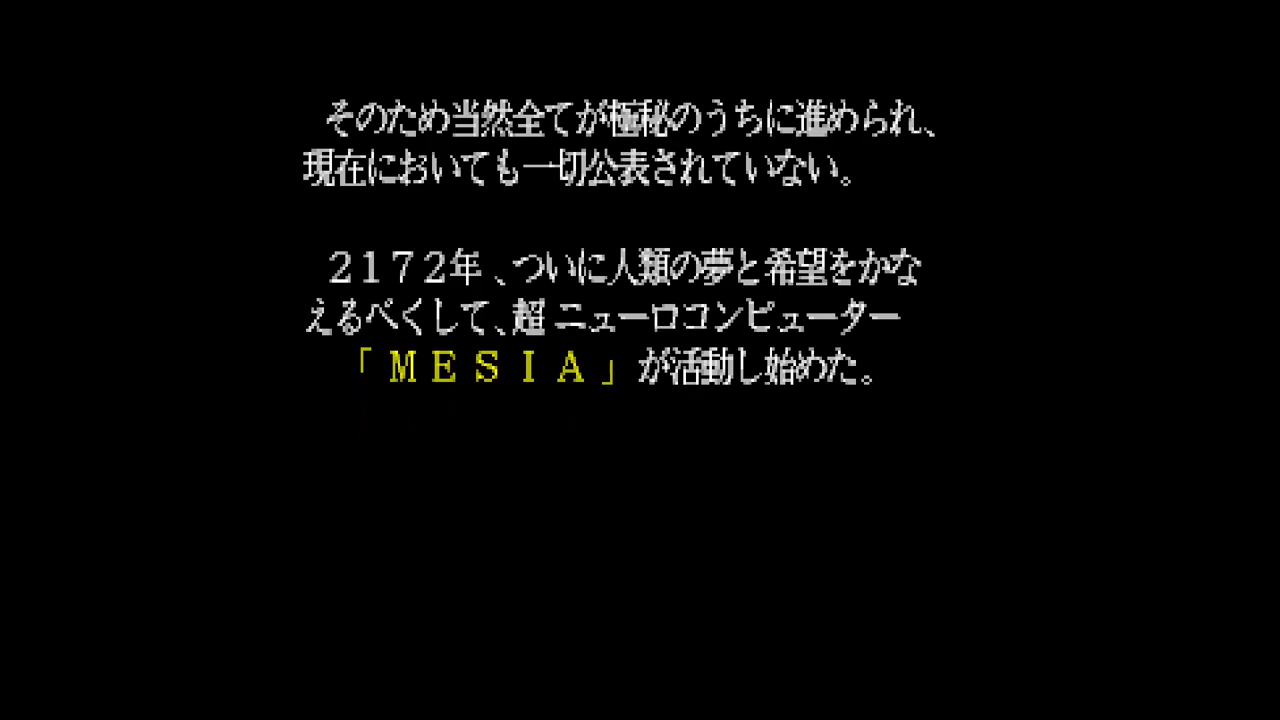 そのため当然全てが極秘のうちに進められ、
現在においても一切公表されていない。
２１７２年、ついに人類の夢と希望をかな
えるべくして、超ニューロコンピューター
「ＭＥＳＩＡ」が活動し始めた。